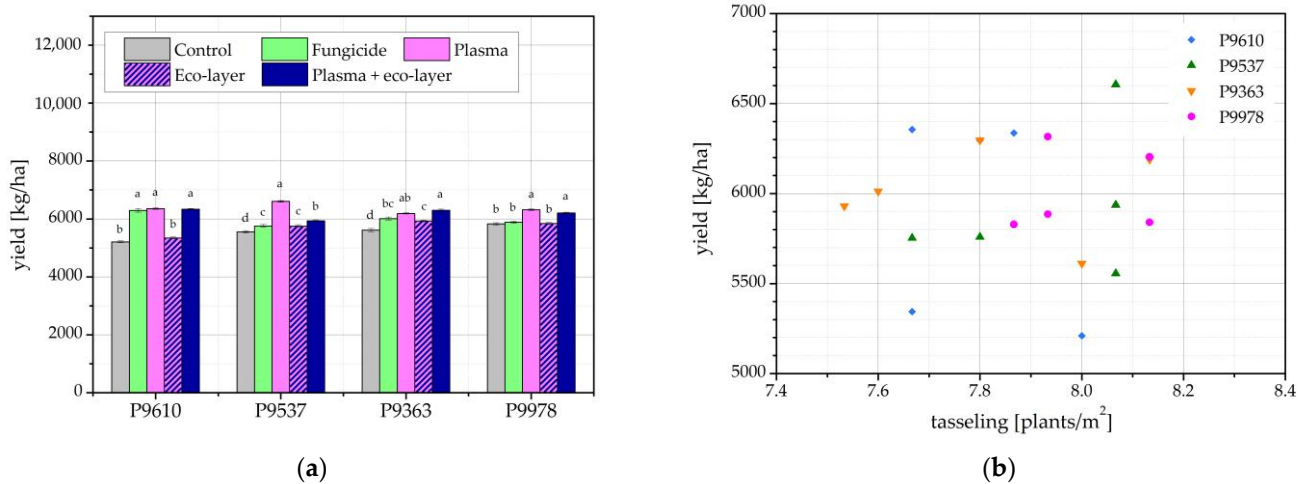 12,000
10,000
8000
6000
4000
2000
0
yield [kg/ha]
Control
Fungicide
Plasma
Eco-layer
Plasma + eco-layer
b
a
a
b
a
d
c
a
c
b
d
bc
ab
c
a
b
b
a
b
a
P9610
P9537
P9363
P9978
(a)
7000
6500
6000
5500
5000
yield [kg/ha]
P9610
P9537
P9363
P9978
7.4
7.6
7.8
8.0
8.2
8.4
tasseling [plants/m²]
(b)